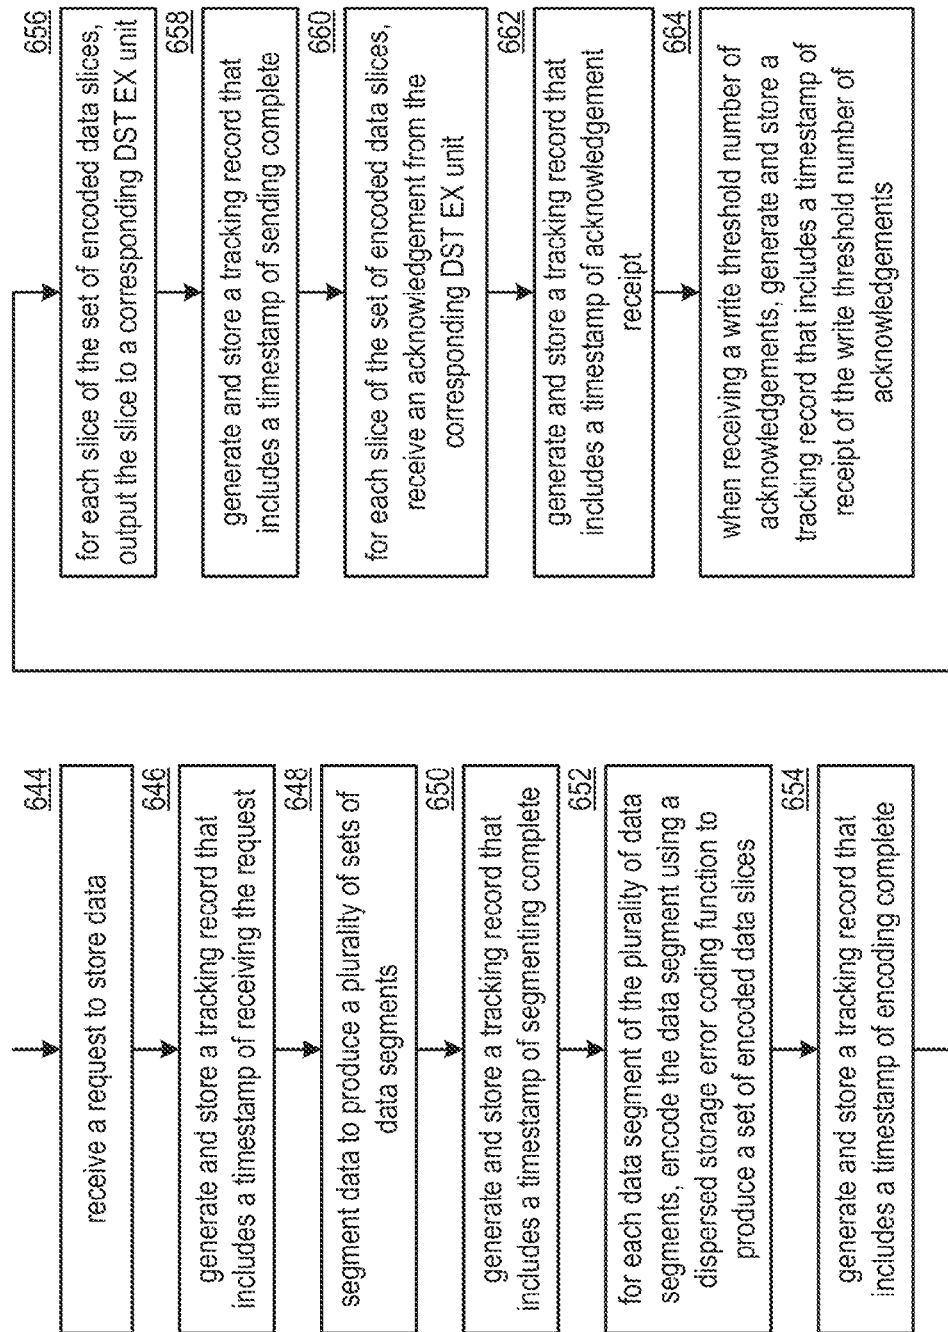 644
receive a request to store data
646
generate and store a tracking record that
includes a timestamp of receiving the request
648
segment data to produce a plurality of sets of
data segments
650
generate and store a tracking record that
includes a timestamp of segmenting complete
652
for each data segment of the plurality of data
segments, encode the data segment using a
dispersed storage error coding function to
produce a set of encoded data slices
654
generate and store a tracking record that
includes a timestamp of encoding complete
656
for each slice of the set of encoded data slices,
output the slice to a corresponding DST EX unit
658
generate and store a tracking record that
includes a timestamp of sending complete
660
for each slice of the set of encoded data slices,
receive an acknowledgement from the
corresponding DST EX unit
662
generate and store a tracking record that
includes a timestamp of acknowledgement
receipt
664
when receiving a write threshold number of
acknowledgements, generate and store a
tracking record that includes a timestamp of
receipt of the write threshold number of
acknowledgements